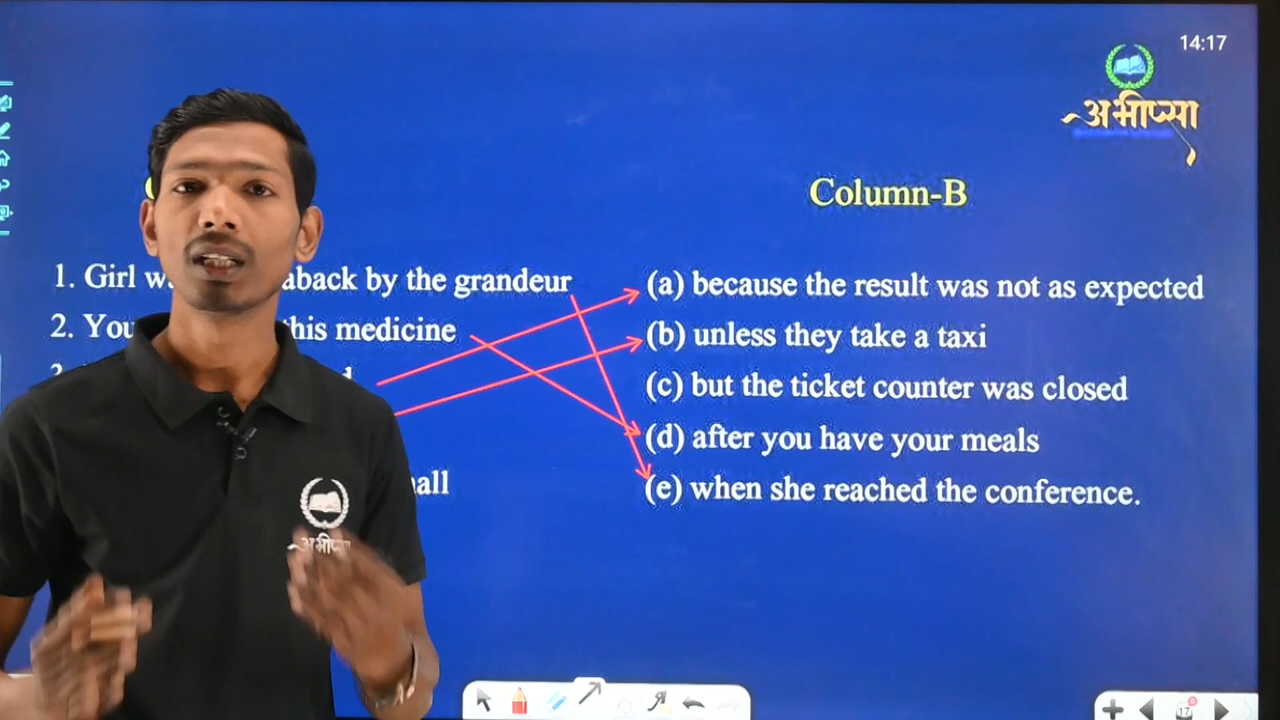 14:17
अभीप्सा
Column-B
1. Girl aback by the grandeur
(a) because the result was not as expected
2. You this medicine
(b) unless they take a taxi
(c) but the ticket counter was closed
(d) after you have your meals
(e) when she reached the conference.
अभीप्सा
17